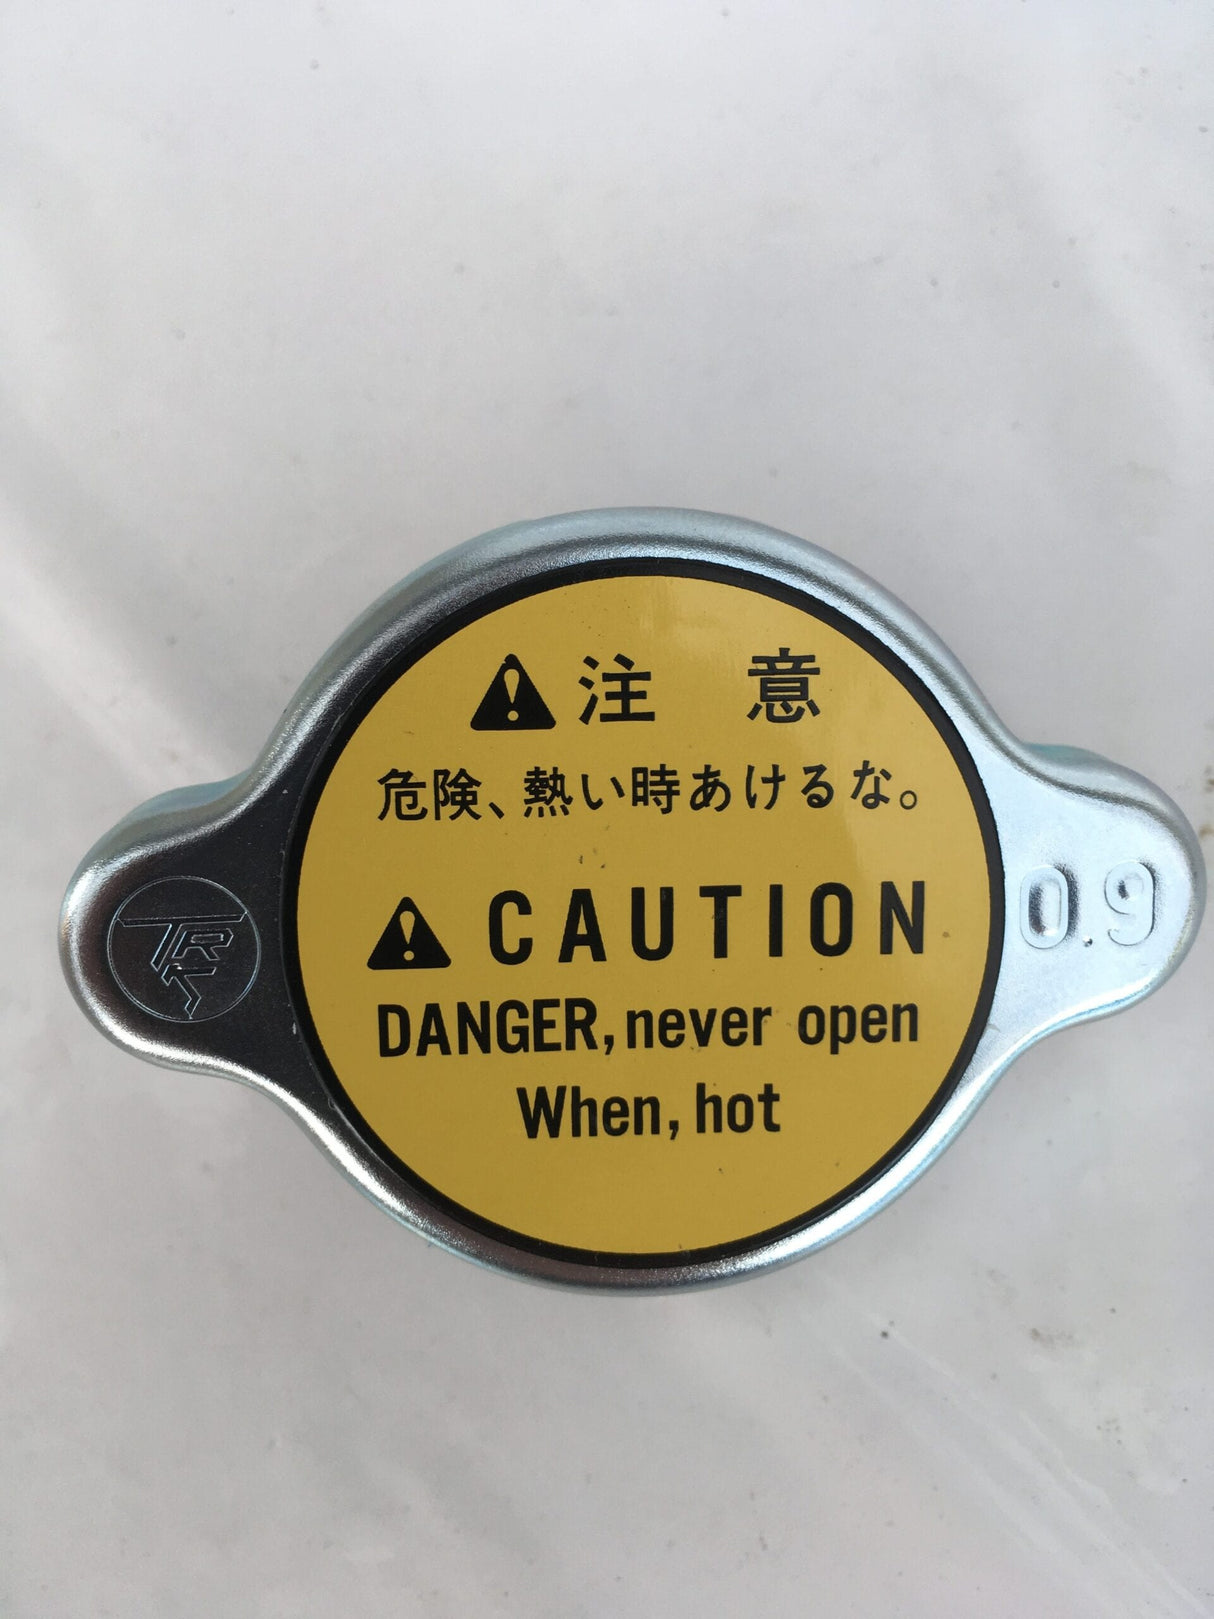 注 意
危険、熱い時あけるな。
CAUTION
DANGER, never open
When, hot
0.9